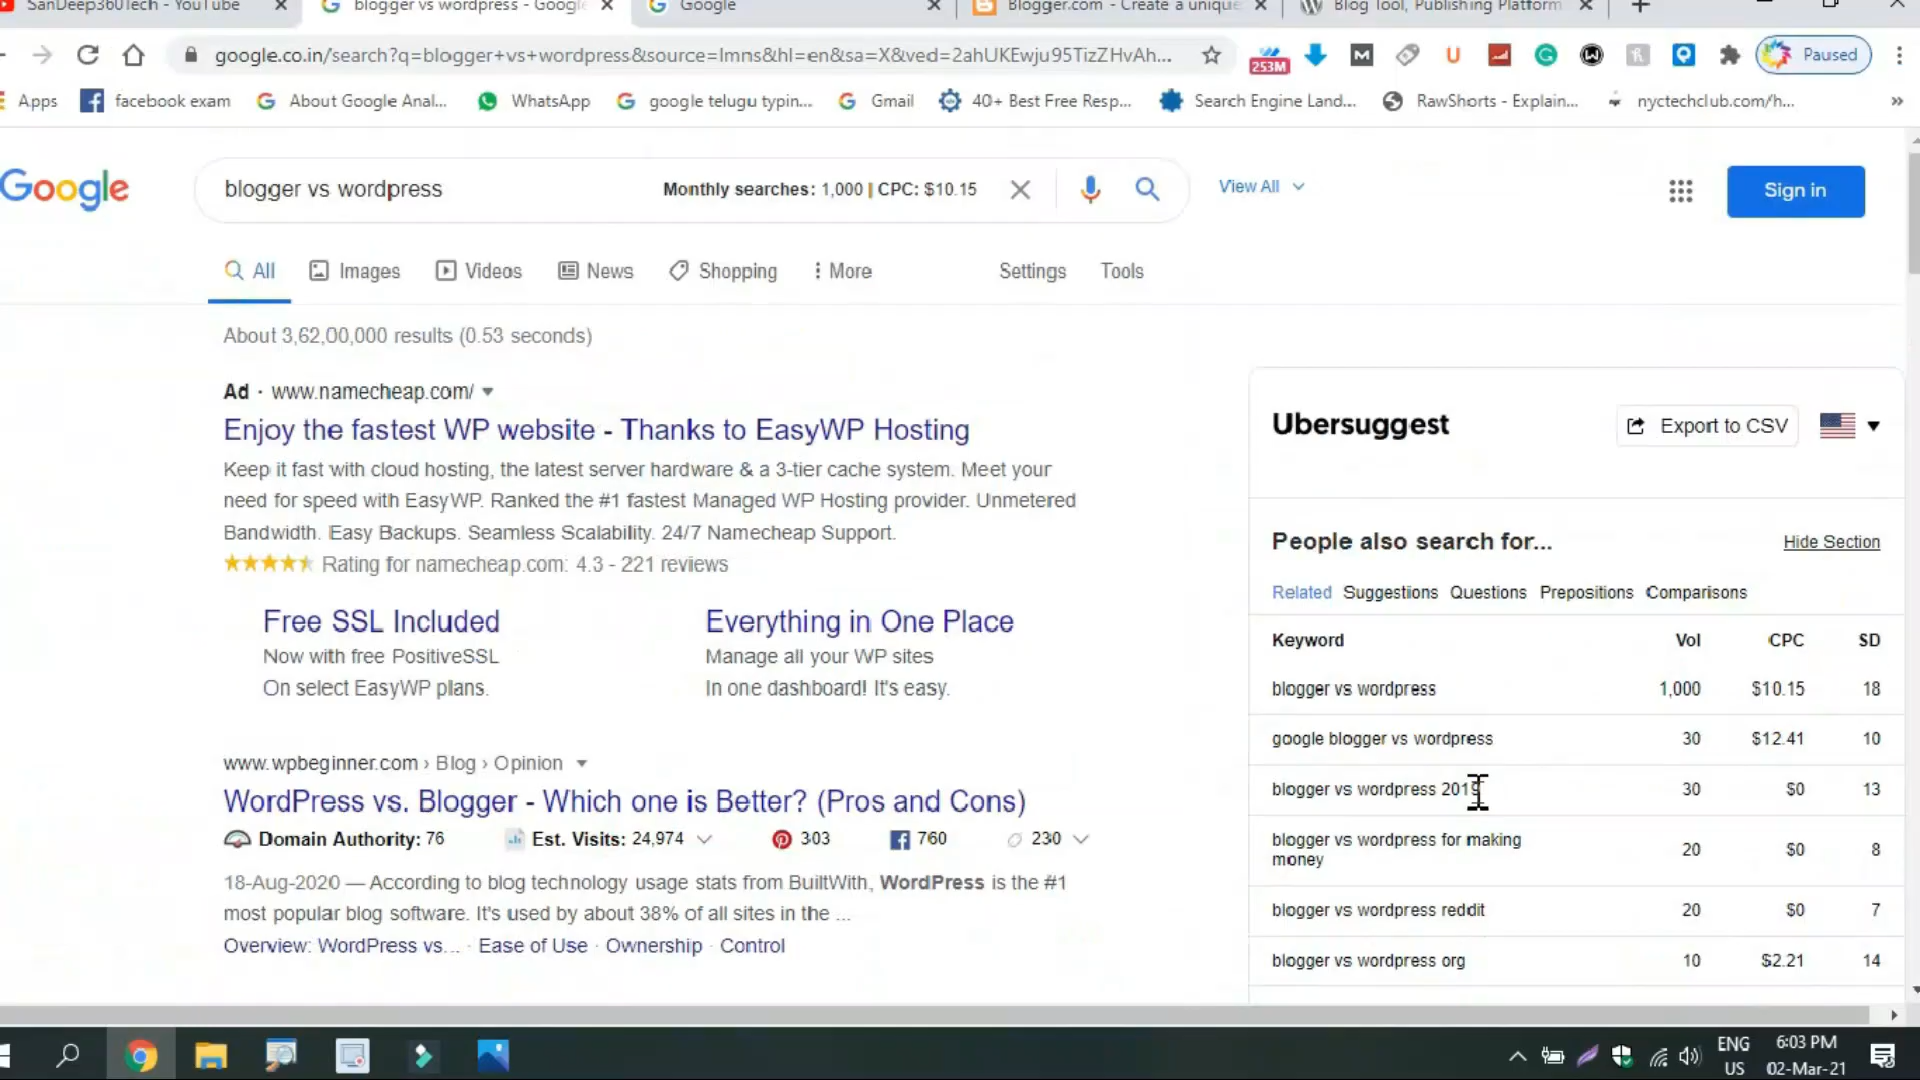 SanDeep360Tech - YouTube
blogger vs wordpress - Google
Google
Blogger.com - Create a unique
Blog Tool, Publishing Platform
google.co.in/search?q=blogger+vs+wordpress&source=lmns&hl=en&sa=X&ved=2ahUKEwju95TizZHvAh...
253M
Paused
Apps
facebook exam
About Google Anal...
WhatsApp
google telugu typin...
Gmail
40+ Best Free Resp...
Search Engine Land...
RawShorts - Explain...
nyctechclub.com/h...
»
Google
blogger vs wordpress
Monthly searches: 1,000 | CPC: $10.15
View All
Sign in
All
Images
Videos
News
Shopping
More
Settings
Tools
About 3,62,00,000 results (0.53 seconds)
Ad · www.namecheap.com/
Enjoy the fastest WP website - Thanks to EasyWP Hosting
Keep it fast with cloud hosting, the latest server hardware & a 3-tier cache system. Meet your
need for speed with EasyWP. Ranked the #1 fastest Managed WP Hosting provider. Unmetered
Bandwidth. Easy Backups. Seamless Scalability. 24/7 Namecheap Support.
Rating for namecheap.com: 4.3 - 221 reviews
Free SSL Included
Now with free PositiveSSL
On select EasyWP plans.
Everything in One Place
Manage all your WP sites
In one dashboard! It's easy.
www.wpbeginner.com › Blog › Opinion
WordPress vs. Blogger - Which one is Better? (Pros and Cons)
Domain Authority: 76
Est. Visits: 24,974
303
760
230
18-Aug-2020 — According to blog technology usage stats from BuiltWith, WordPress is the #1
most popular blog software. It's used by about 38% of all sites in the ...
Overview: WordPress vs... · Ease of Use · Ownership · Control
Ubersuggest
Export to CSV
People also search for...
Hide Section
Related Suggestions Questions Prepositions Comparisons
Keyword Vol CPC SD
blogger vs wordpress 1,000 $10.15 18
google blogger vs wordpress 30 $12.41 10
blogger vs wordpress 2019 30 $0 13
blogger vs wordpress for making
money 20 $0 8
blogger vs wordpress reddit 20 $0 7
blogger vs wordpress org 10 $2.21 14
ENG
US
6:03 PM
02-Mar-21